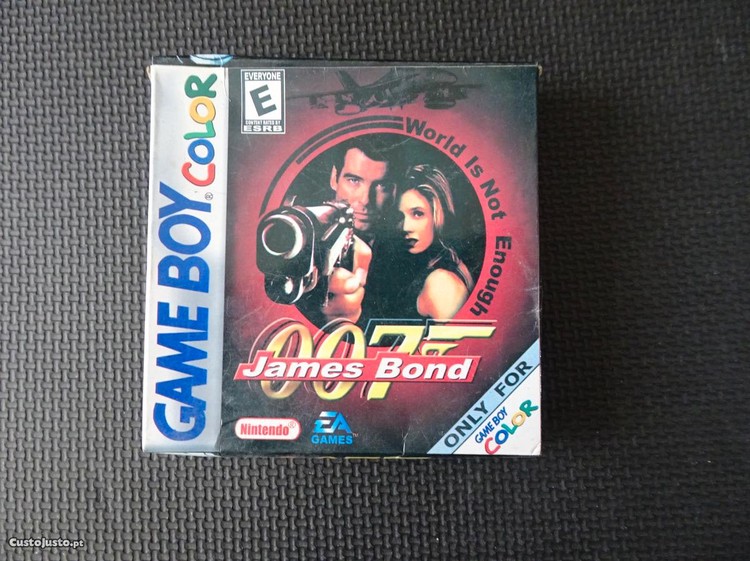 GAME BOY COLOR®
EVERYONE
E
CONTENT RATED BY
ESRB
World Is Not Enough
007
James Bond
Nintendo®
EA
GAMES™
ONLY FOR
GAME BOY
COLOR
CustoJusto.pt